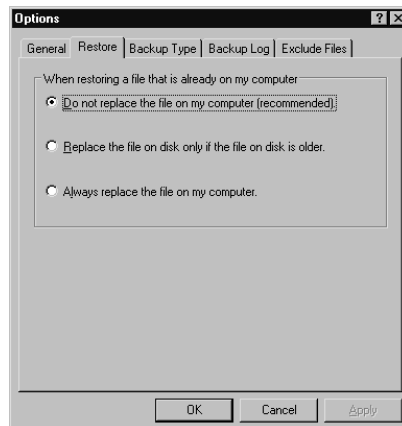 Options
General Restore Backup Type Backup Log Exclude Files
When restoring a file that is already on my computer
Do not replace the file on my computer (recommended).
Replace the file on disk only if the file on disk is older.
Always replace the file on my computer.
OK Cancel Apply